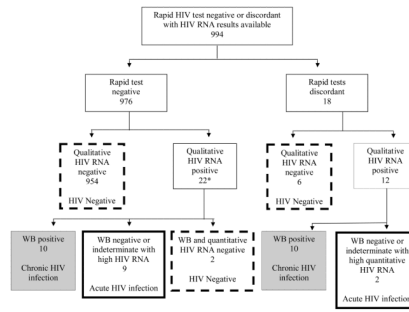 Rapid HIV test negative or discordant
with HIV RNA results available
994
Rapid test
negative
976
Rapid tests
discordant
18
Qualitative
HIV RNA
negative
954
HIV Negative
Qualitative
HIV RNA
positive
22*
Qualitative
HIV RNA
negative
6
HIV Negative
Qualitative
HIV RNA
positive
12
WB positive
10
Chronic HIV
infection
WB negative or
indeterminate with
high HIV RNA
9
Acute HIV infection
WB and quantitative
HIV RNA negative
2
HIV Negative
WB positive
10
Chronic HIV
infection
WB negative or
indeterminate with
high quantitative
HIV RNA
2
Acute HIV infection